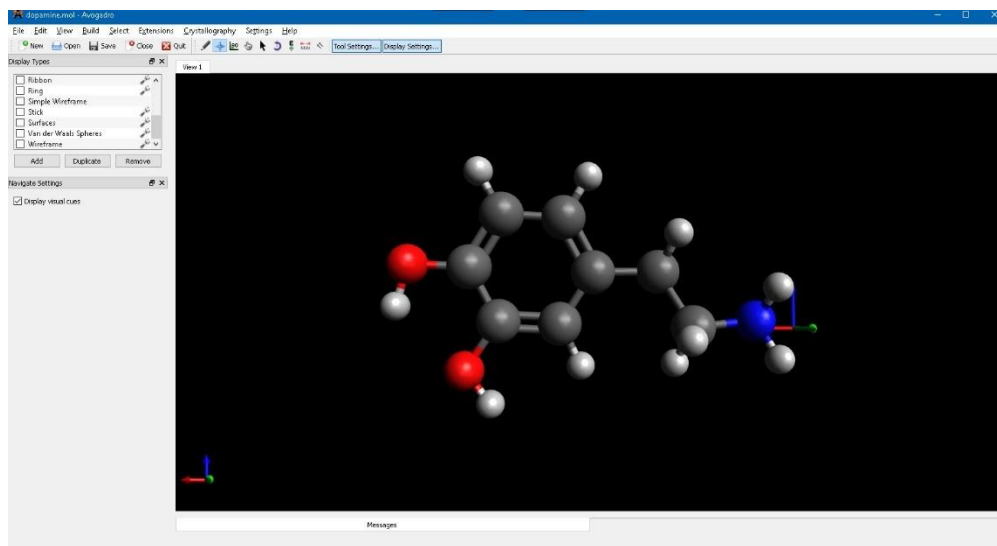 dopamine.mol - Avogadro
File Edit View Build Select Extensions Crystallography Settings Help
New Open Save Close Quit Tool Settings... Display Settings...
Display Types
View 1
Ribbon
Ring
Simple Wireframe
Stick
Surfaces
Van der Waals Spheres
Wireframe
Add Duplicate Remove
Navigate Settings
Display visual cues
Messages